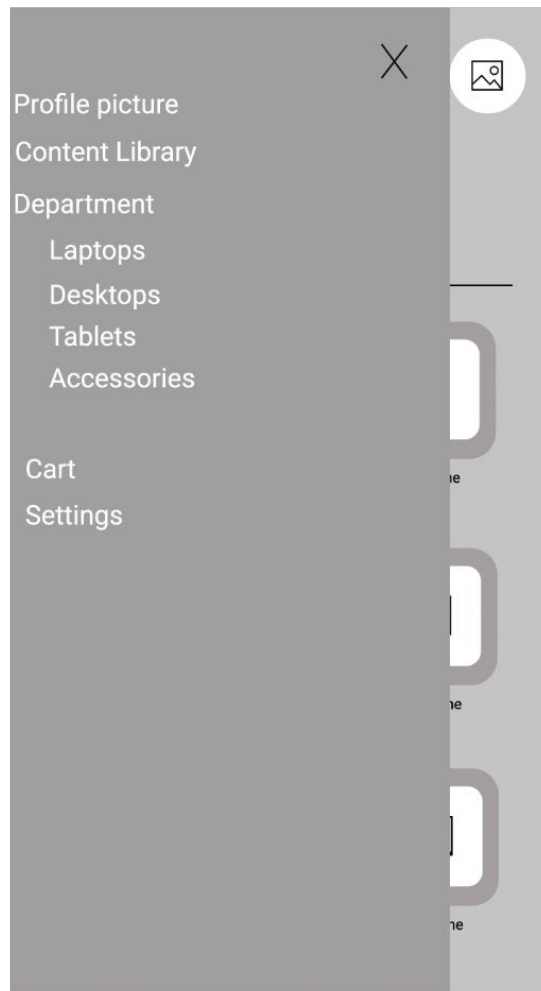 X
Profile picture
Content Library
Department
Laptops
Desktops
Tablets
Accessories
Cart
Settings